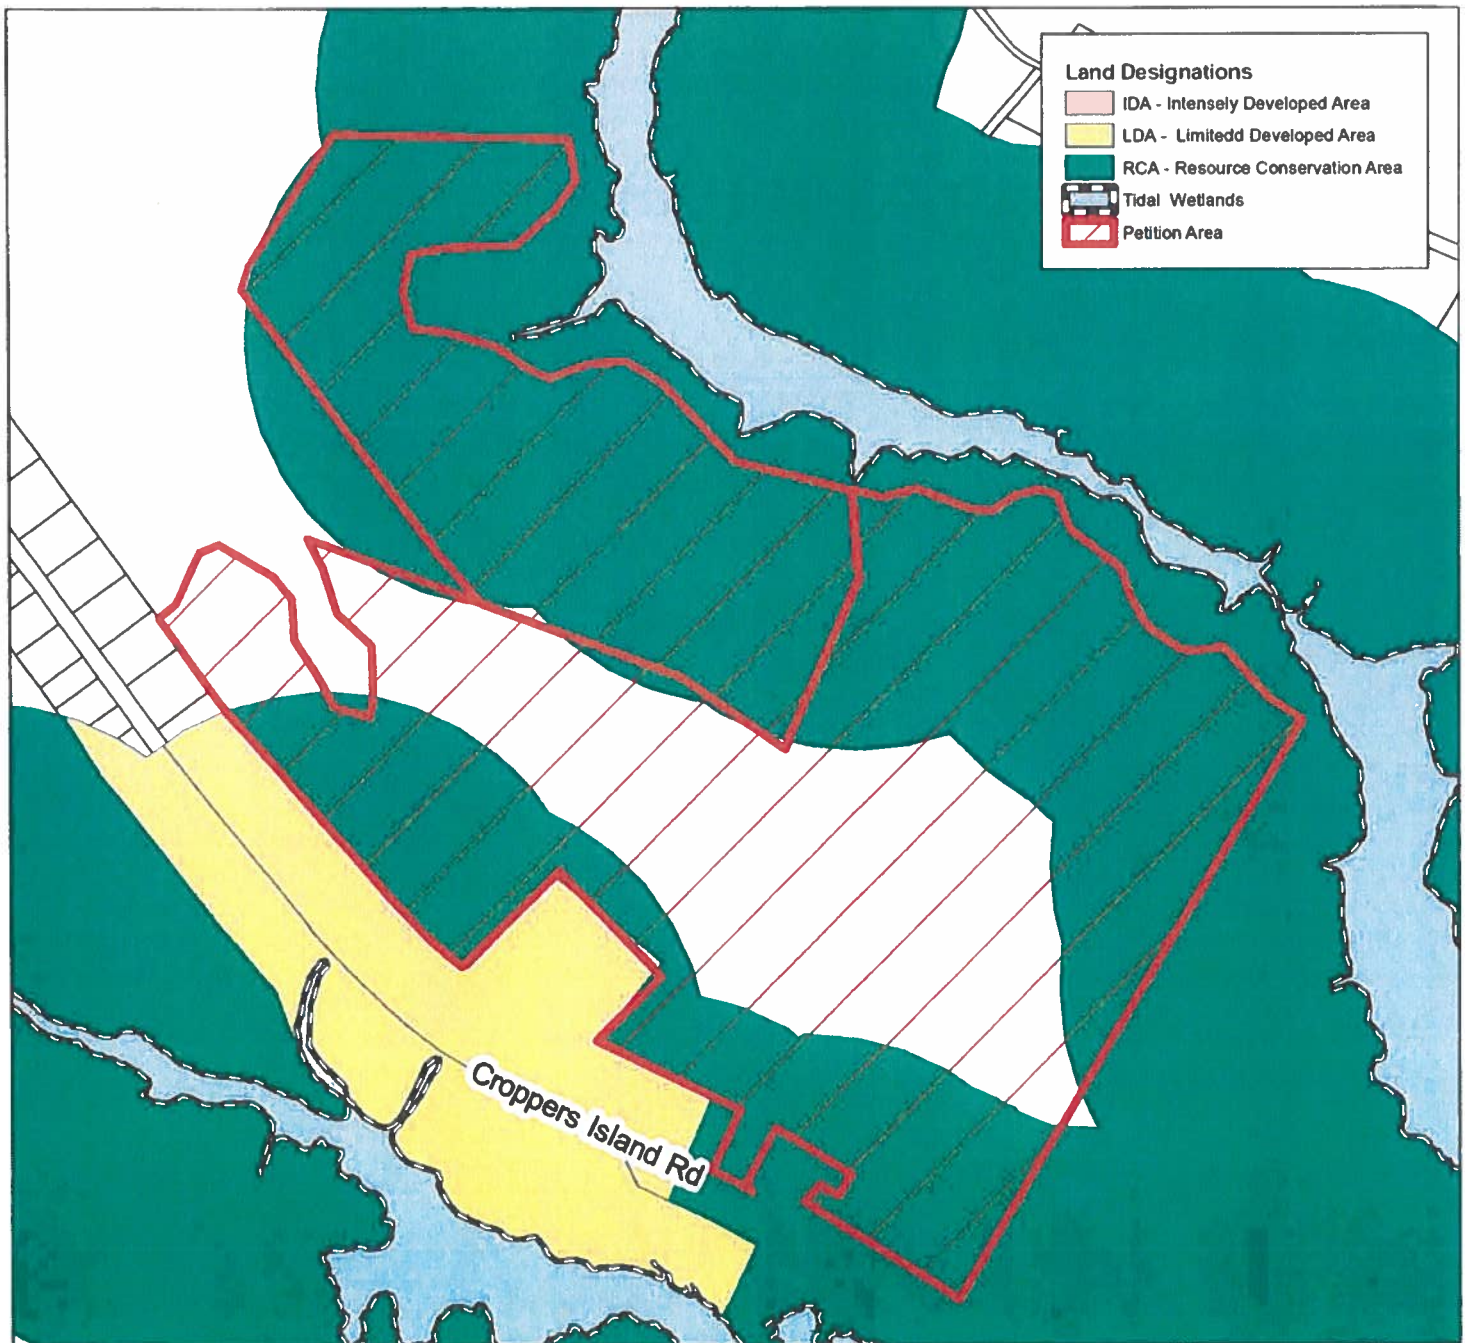 Land Designations
IDA - Intensely Developed Area
LDA - Limitedd Developed Area
RCA - Resource Conservation Area
Tidal Wetlands
Petition Area
Croppers Island Rd